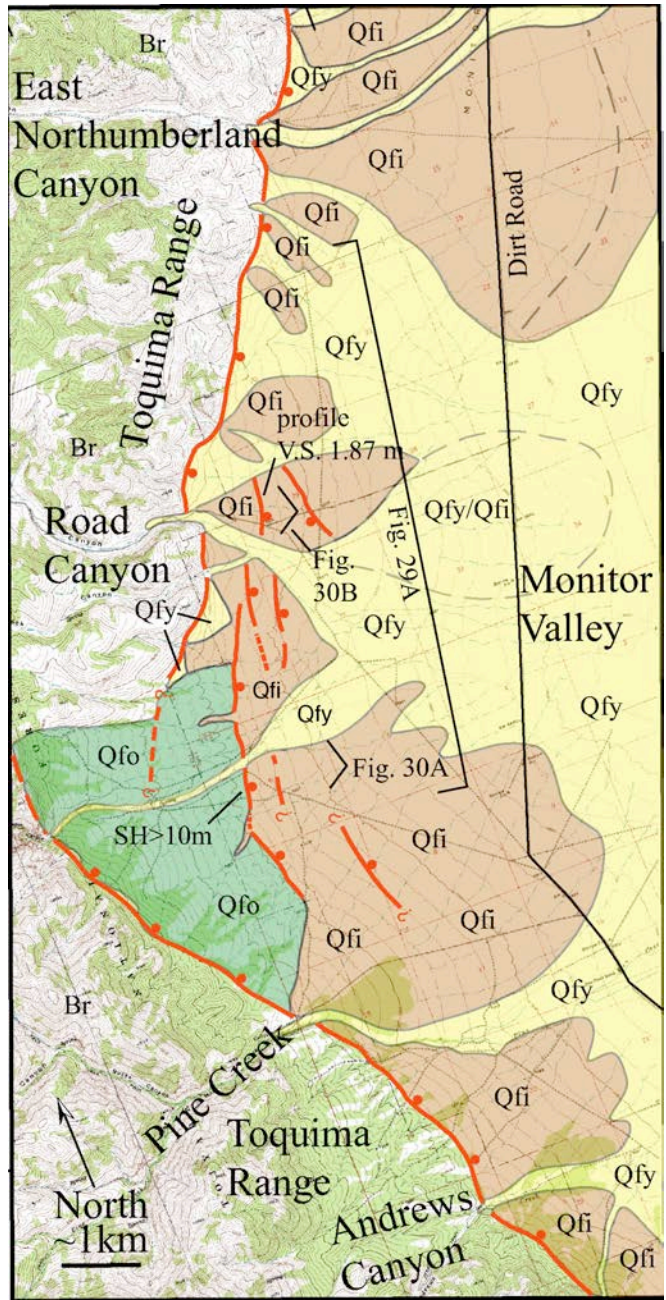 Br
Qfi
East
Northumberland
Canyon
Qfy
Qfi
Qfi
MONITOR
Dirt Road
Toquima Range
Qfi
Qfi
Qfi
Qfy
Qfy
Qfi
profile
V.S. 1.87 m
Br
Road
Canyon
Qfi
Fig.
30B
Fig. 29A
Qfy/Qfi
Monitor
Valley
Qfy
Qfy
Qfi
Qfy
Qfy
Qfo
Fig. 30A
SH>10m
Qfi
Qfo
Qfi
Qfi
Br
Pine Creek
Qfy
Toquima
Range
Qfi
Andrews
Canyon
Qfy
Qfi
Qfi
North
~1km